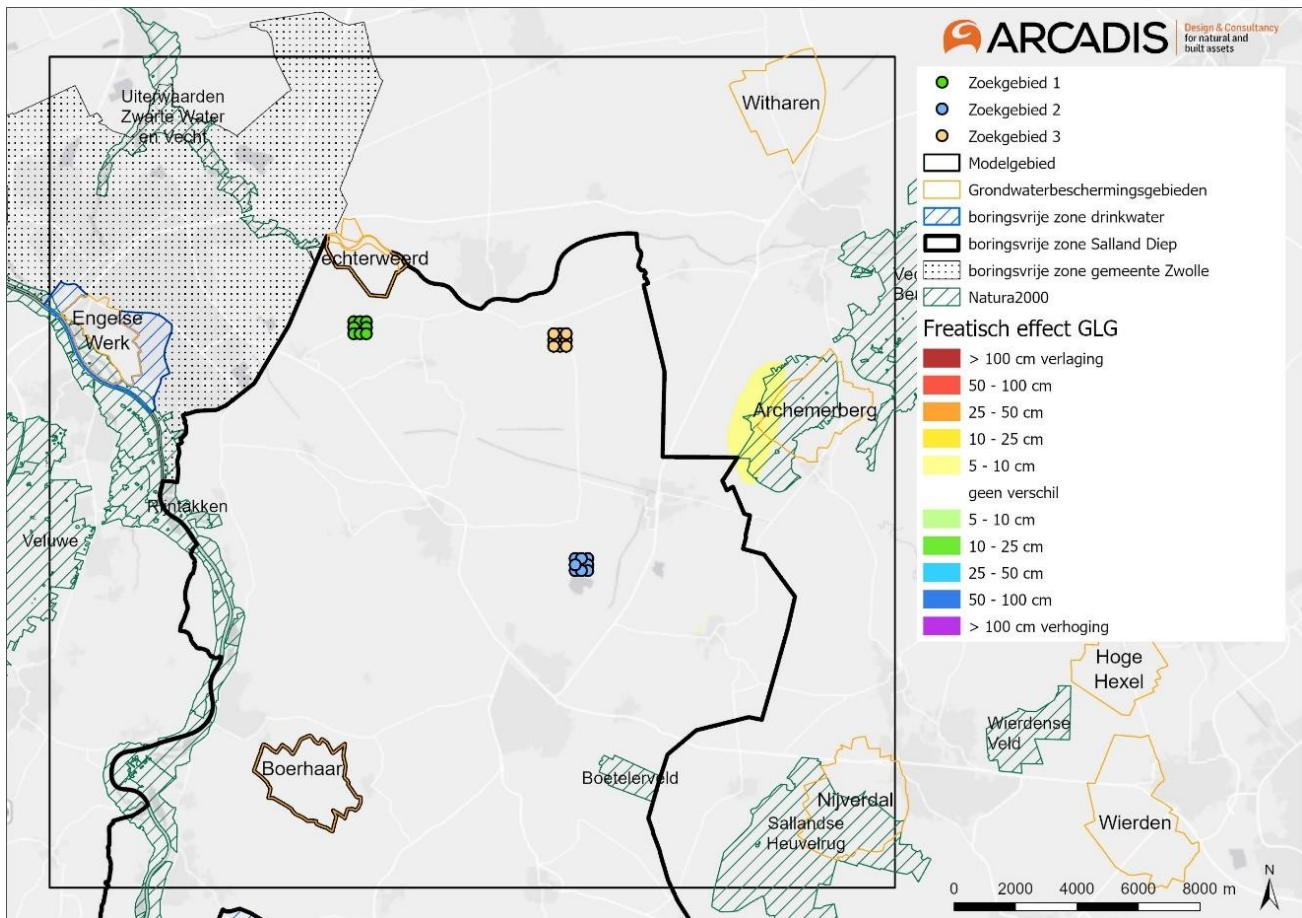 ARCADIS
Design & Consultancy
for natural and
built assets
Zoekgebied 1
Zoekgebied 2
Zoekgebied 3
Modelgebied
Grondwaterbeschermingsgebieden
boringsvrije zone drinkwater
boringsvrije zone Salland Diep
boringsvrije zone gemeente Zwolle
Natura2000
Freatisch effect GLG
> 100 cm verlaging
50 - 100 cm
25 - 50 cm
10 - 25 cm
5 - 10 cm
geen verschil
5 - 10 cm
10 - 25 cm
25 - 50 cm
50 - 100 cm
> 100 cm verhoging
Uiterwaarden
Zwarte Water
en Vecht
Witharen
Vechterweerd
Engelse
Werk
Archemerberg
Rijntakken
Veluwe
Boerhaar
Boetelerveld
Nijverdal
Sallandse
Heuvelrug
Hoge
Hexel
Wierdense
Veld
Wierden
N
0 2000 4000 6000 8000 m